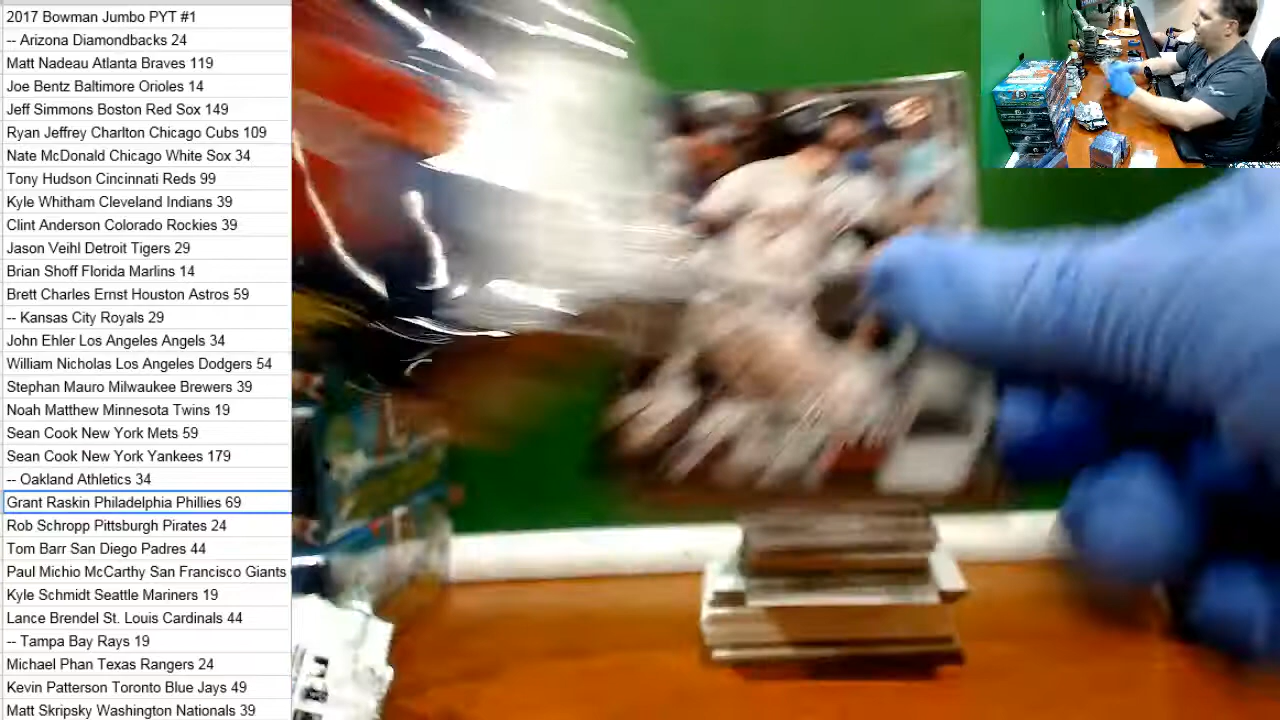 2017 Bowman Jumbo PYT #1
-- Arizona Diamondbacks 24
Matt Nadeau Atlanta Braves 119
Joe Bentz Baltimore Orioles 14
Jeff Simmons Boston Red Sox 149
Ryan Jeffrey Charlton Chicago Cubs 109
Nate McDonald Chicago White Sox 34
Tony Hudson Cincinnati Reds 99
Kyle Whitham Cleveland Indians 39
Clint Anderson Colorado Rockies 39
Jason Veihl Detroit Tigers 29
Brian Shoff Florida Marlins 14
Brett Charles Ernst Houston Astros 59
-- Kansas City Royals 29
John Ehler Los Angeles Angels 34
William Nicholas Los Angeles Dodgers 54
Stephan Mauro Milwaukee Brewers 39
Noah Matthew Minnesota Twins 19
Sean Cook New York Mets 59
Sean Cook New York Yankees 179
-- Oakland Athletics 34
Grant Raskin Philadelphia Phillies 69
Rob Schropp Pittsburgh Pirates 24
Tom Barr San Diego Padres 44
Paul Michio McCarthy San Francisco Giants
Kyle Schmidt Seattle Mariners 19
Lance Brendel St. Louis Cardinals 44
-- Tampa Bay Rays 19
Michael Phan Texas Rangers 24
Kevin Patterson Toronto Blue Jays 49
Matt Skripsky Washington Nationals 39